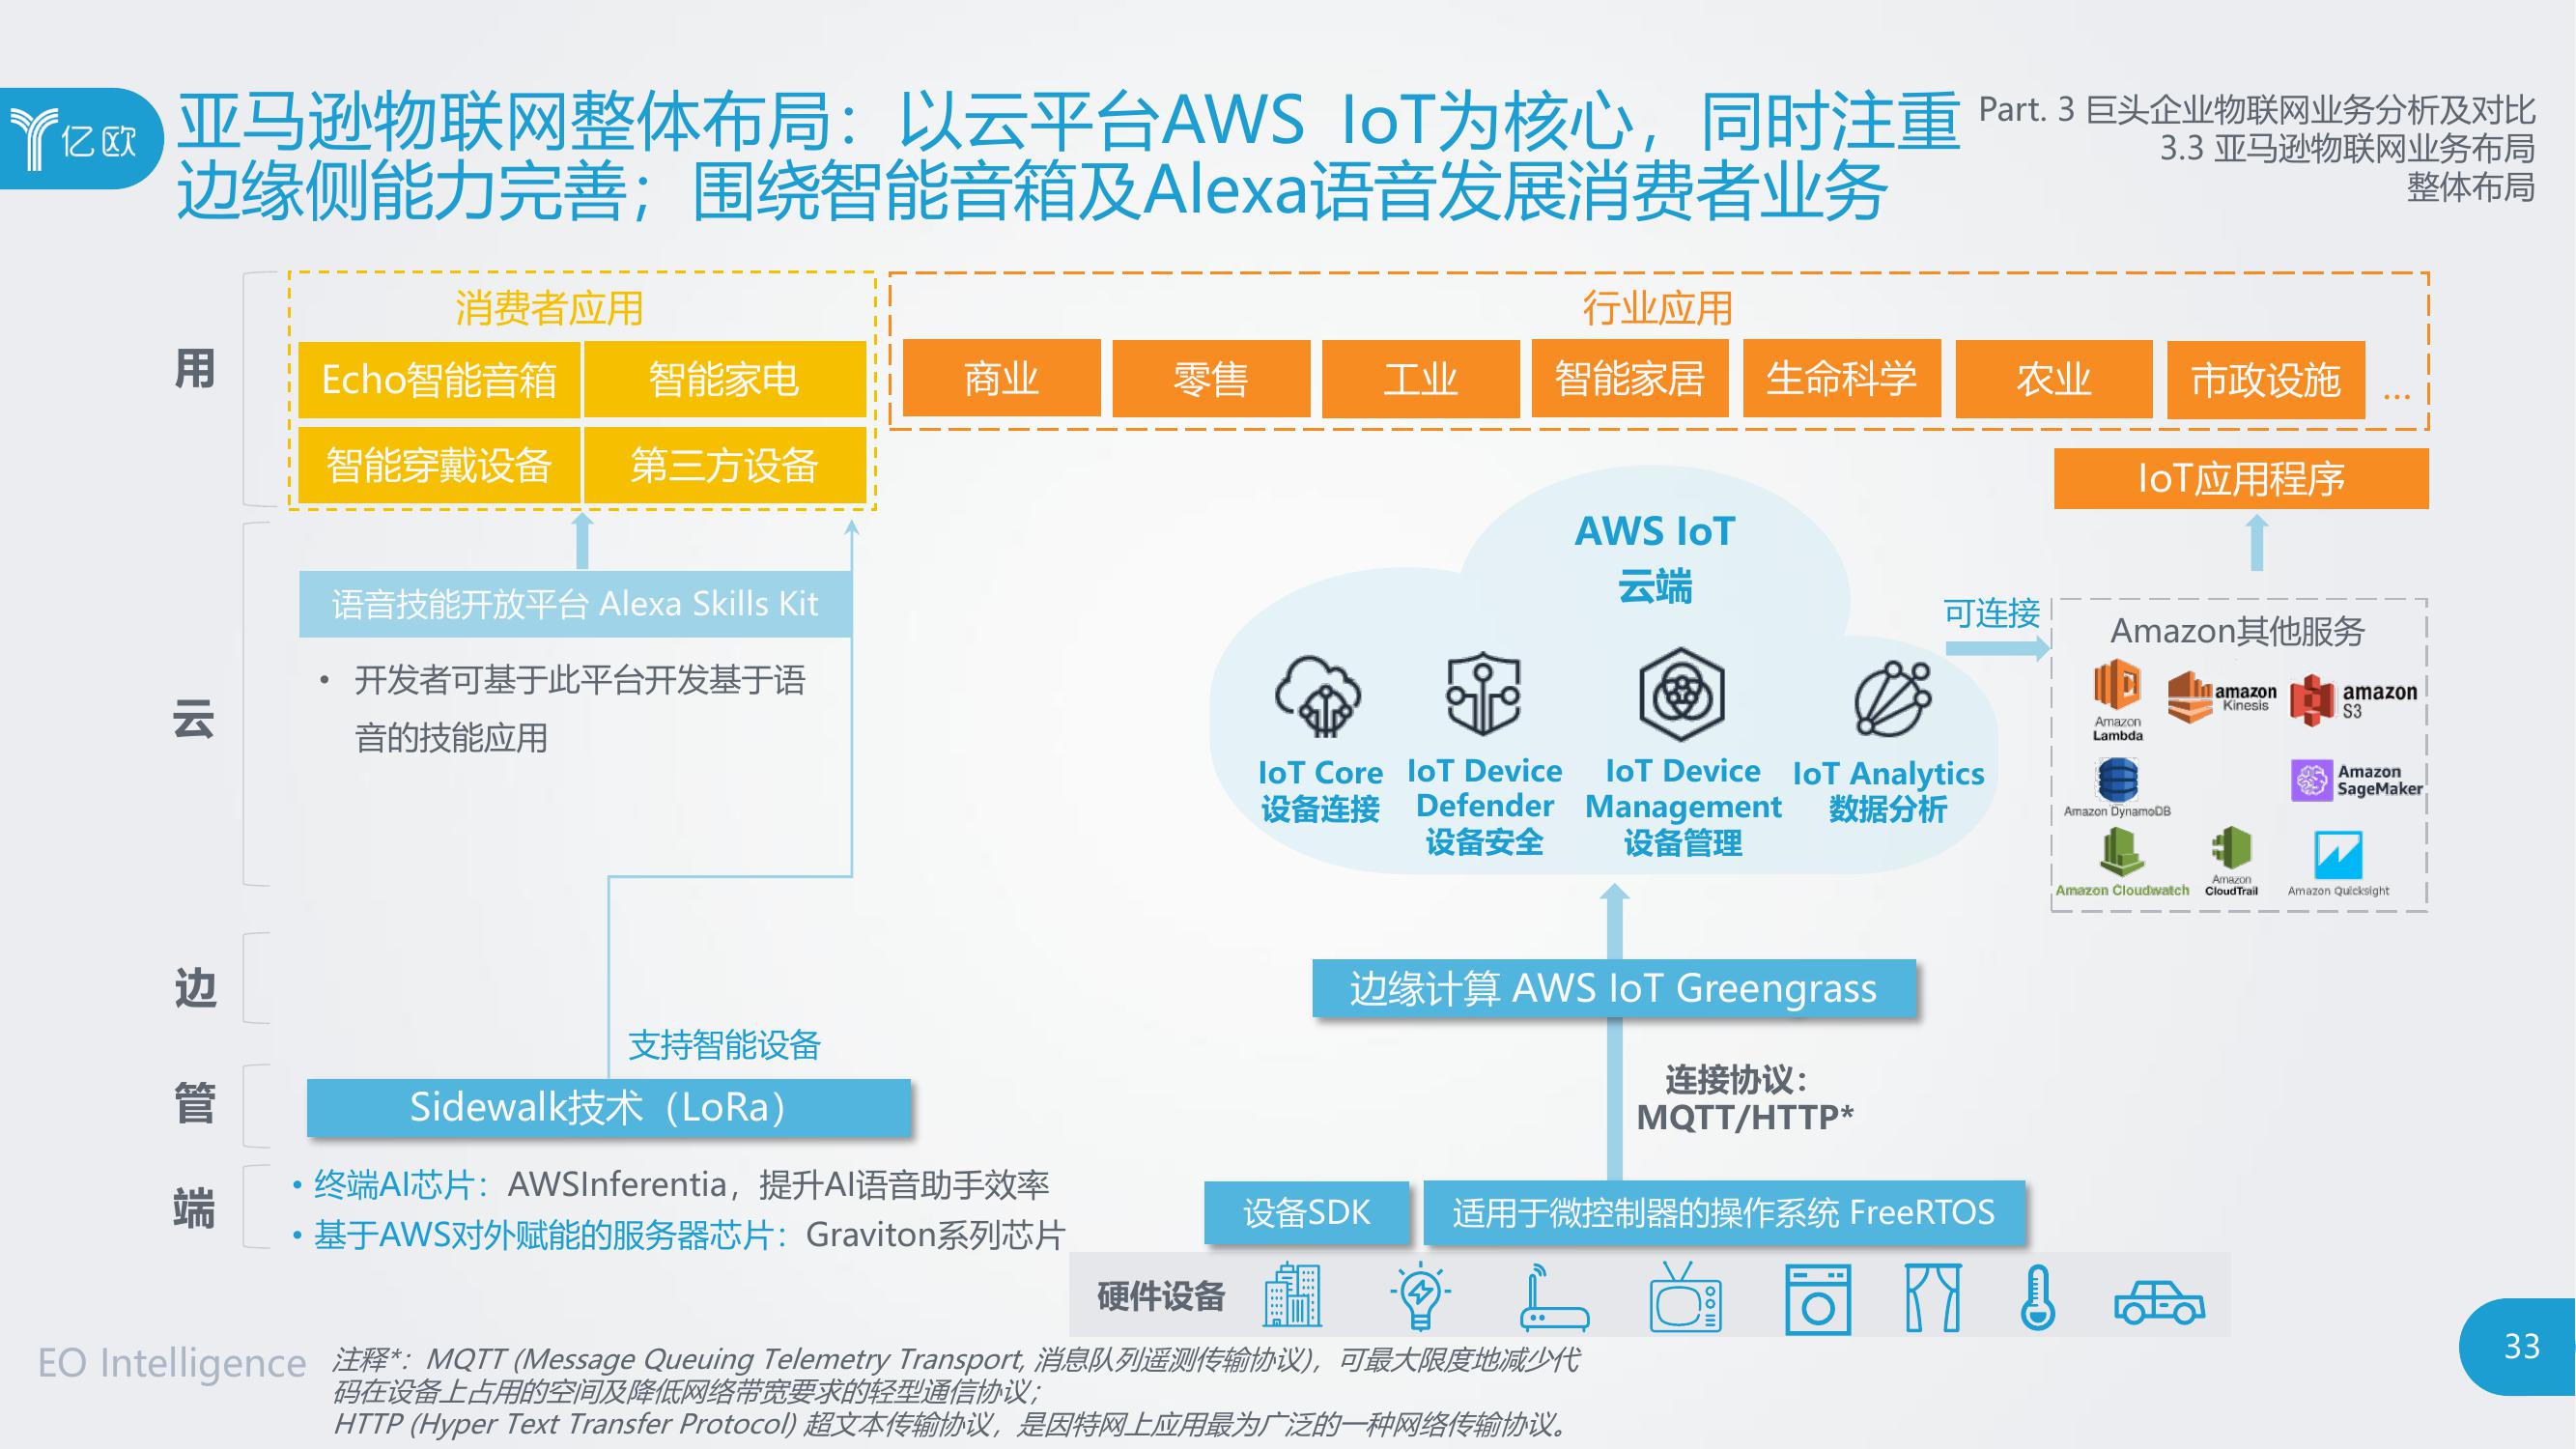 亿欧
亚马逊物联网整体布局：以云平台AWS IoT为核心，同时注重
边缘侧能力完善；围绕智能音箱及Alexa语音发展消费者业务
Part. 3 巨头企业物联网业务分析及对比
3.3 亚马逊物联网业务布局
整体布局
用
消费者应用
Echo智能音箱
智能家电
智能穿戴设备
第三方设备
行业应用
商业
零售
工业
智能家居
生命科学
农业
市政设施
...
IoT应用程序
云
语音技能开放平台 Alexa Skills Kit
• 开发者可基于此平台开发基于语
音的技能应用
AWS IoT
云端
IoT Core
设备连接
IoT Device
Defender
设备安全
IoT Device
Management
设备管理
IoT Analytics
数据分析
可连接
Amazon其他服务
Amazon
Lambda
amazon
Kinesis
amazon
S3
Amazon DynamoDB
Amazon
SageMaker
Amazon Cloudwatch
Amazon
CloudTrail
Amazon Quicksight
边
边缘计算 AWS IoT Greengrass
支持智能设备
管
Sidewalk技术（LoRa）
连接协议：
MQTT/HTTP*
端
• 终端AI芯片：AWSInferentia，提升AI语音助手效率
• 基于AWS对外赋能的服务器芯片：Graviton系列芯片
设备SDK
适用于微控制器的操作系统 FreeRTOS
硬件设备
EO Intelligence
注释*：MQTT (Message Queuing Telemetry Transport, 消息队列遥测传输协议)，可最大限度地减少代
码在设备上占用的空间及降低网络带宽要求的轻型通信协议；
HTTP (Hyper Text Transfer Protocol) 超文本传输协议，是因特网上应用最为广泛的一种网络传输协议。
33